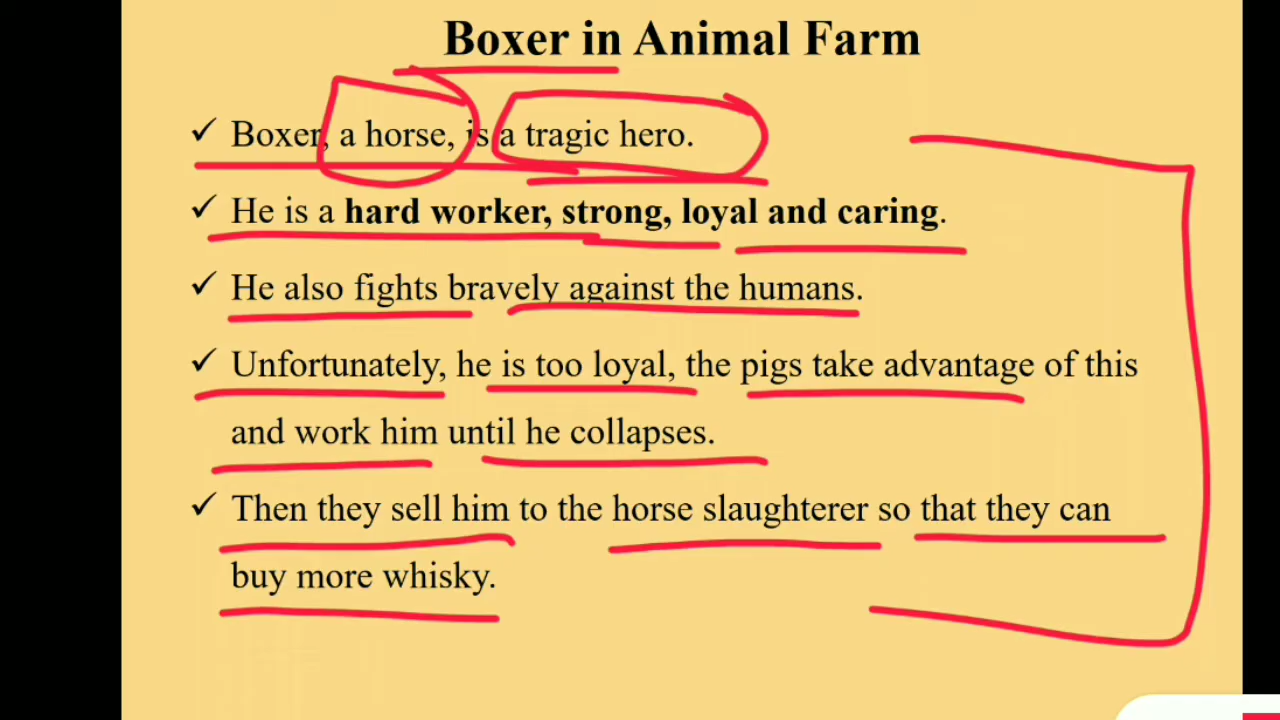 Boxer in Animal Farm
✓ Boxer, a horse, is a tragic hero.
✓ He is a hard worker, strong, loyal and caring.
✓ He also fights bravely against the humans.
✓ Unfortunately, he is too loyal, the pigs take advantage of this
and work him until he collapses.
✓ Then they sell him to the horse slaughterer so that they can
buy more whisky.